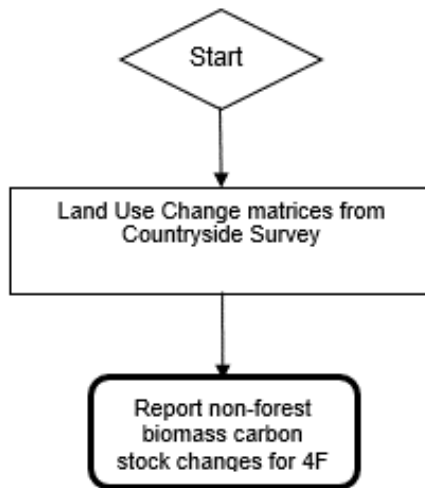 Start
Land Use Change matrices from
Countryside Survey
Report non-forest
biomass carbon
stock changes for 4F